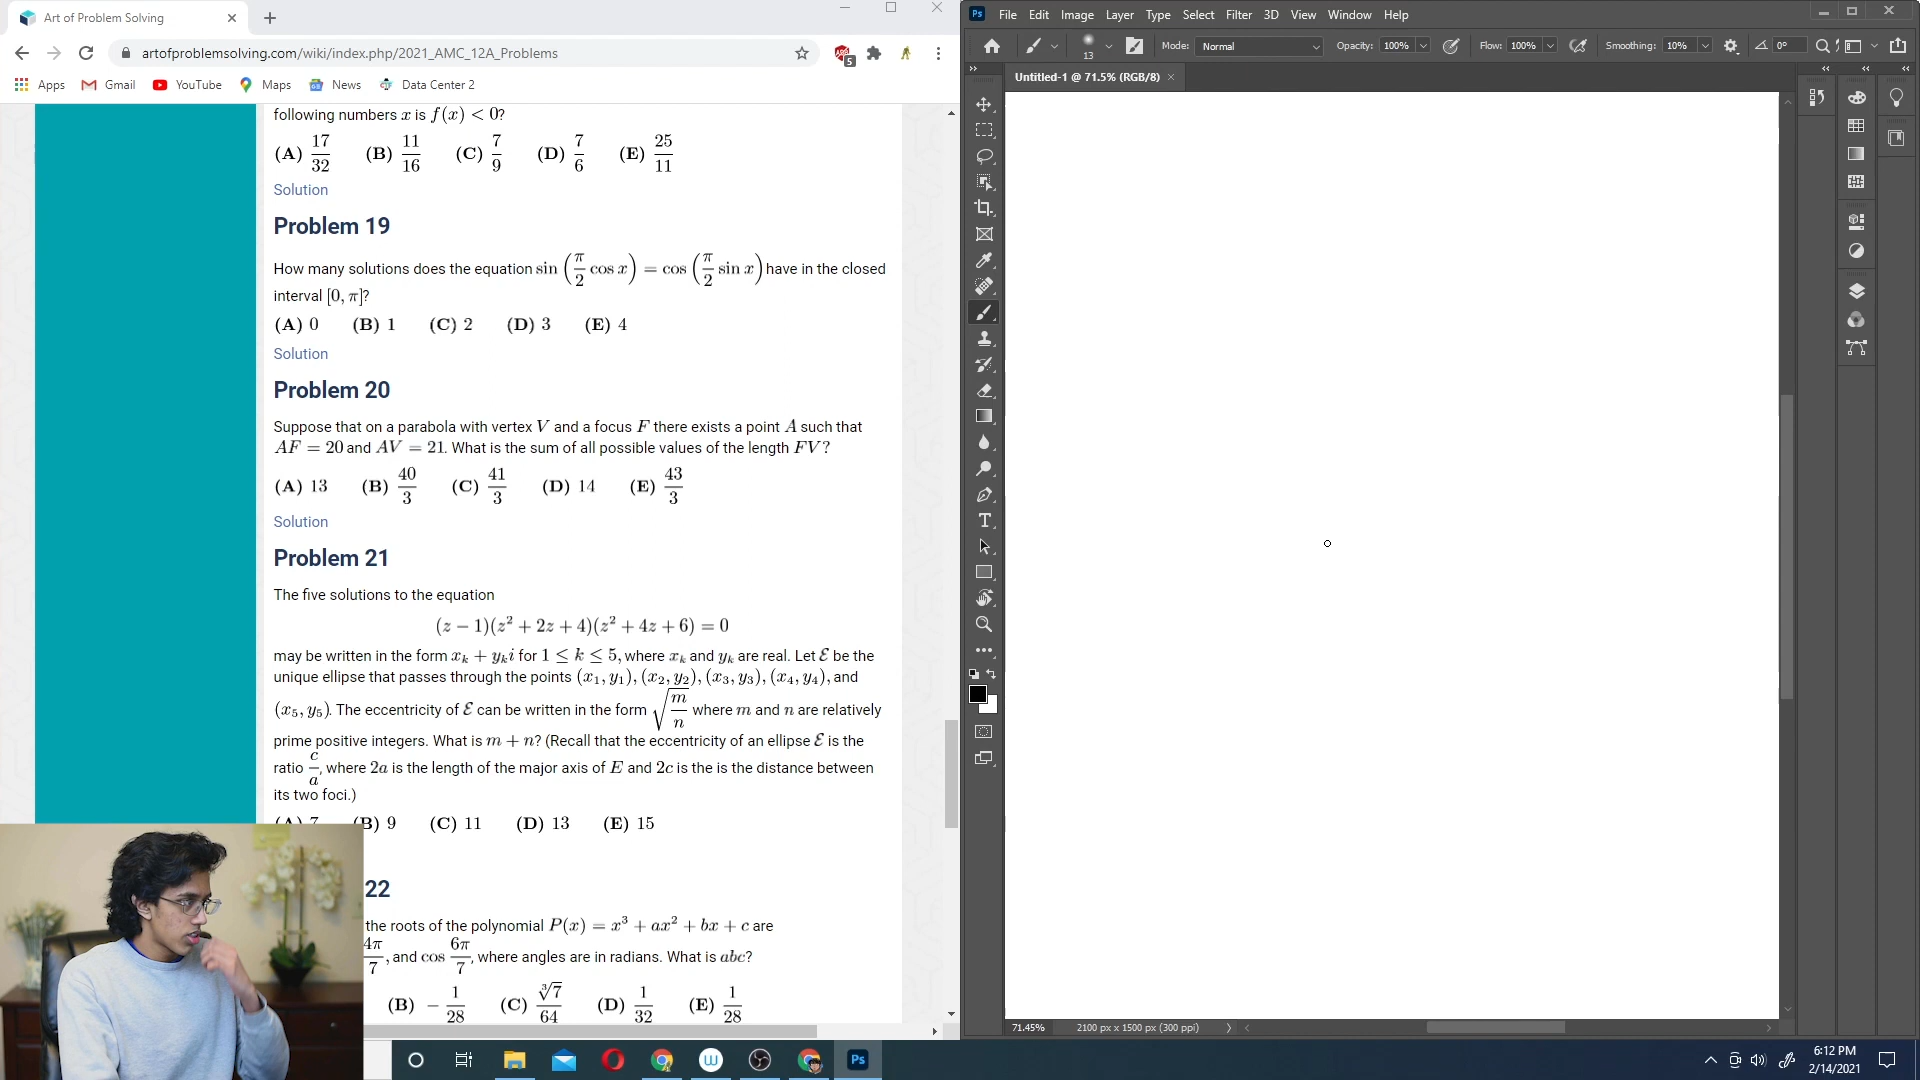 Art of Problem Solving
artofproblemsolving.com/wiki/index.php/2021_AMC_12A_Problems
5
Apps Gmail YouTube Maps News Data Center 2
following numbers x is f(x) < 0?
(A) 17/32 (B) 11/16 (C) 7/9 (D) 7/6 (E) 25/11
Solution
Problem 19
How many solutions does the equation sin (π/2 cos x) = cos (π/2 sin x) have in the closed
interval [0, π]?
(A) 0 (B) 1 (C) 2 (D) 3 (E) 4
Solution
Problem 20
Suppose that on a parabola with vertex V and a focus F there exists a point A such that
AF = 20 and AV = 21. What is the sum of all possible values of the length FV?
(A) 13 (B) 40/3 (C) 41/3 (D) 14 (E) 43/3
Solution
Problem 21
The five solutions to the equation
(z − 1)(z² + 2z + 4)(z² + 4z + 6) = 0
may be written in the form xₖ + yₖi for 1 ≤ k ≤ 5, where xₖ and yₖ are real. Let ℰ be the
unique ellipse that passes through the points (x₁, y₁), (x₂, y₂), (x₃, y₃), (x₄, y₄), and
(x₅, y₅). The eccentricity of ℰ can be written in the form √(m/n) where m and n are relatively
prime positive integers. What is m + n? (Recall that the eccentricity of an ellipse ℰ is the
ratio c/a, where 2a is the length of the major axis of E and 2c is the is the distance between
its two foci.)
(A) 7 (B) 9 (C) 11 (D) 13 (E) 15
22
the roots of the polynomial P(x) = x³ + ax² + bx + c are
4π/7, and cos 6π/7, where angles are in radians. What is abc?
(B) −1/28 (C) ∛7/64 (D) 1/32 (E) 1/28
Ps File Edit Image Layer Type Select Filter 3D View Window Help
13 Mode: Normal Opacity: 100% Flow: 100% Smoothing: 10% 0°
Untitled-1 @ 71.5% (RGB/8)
71.45% 2100 px x 1500 px (300 ppi)
Ps
6:12 PM
2/14/2021